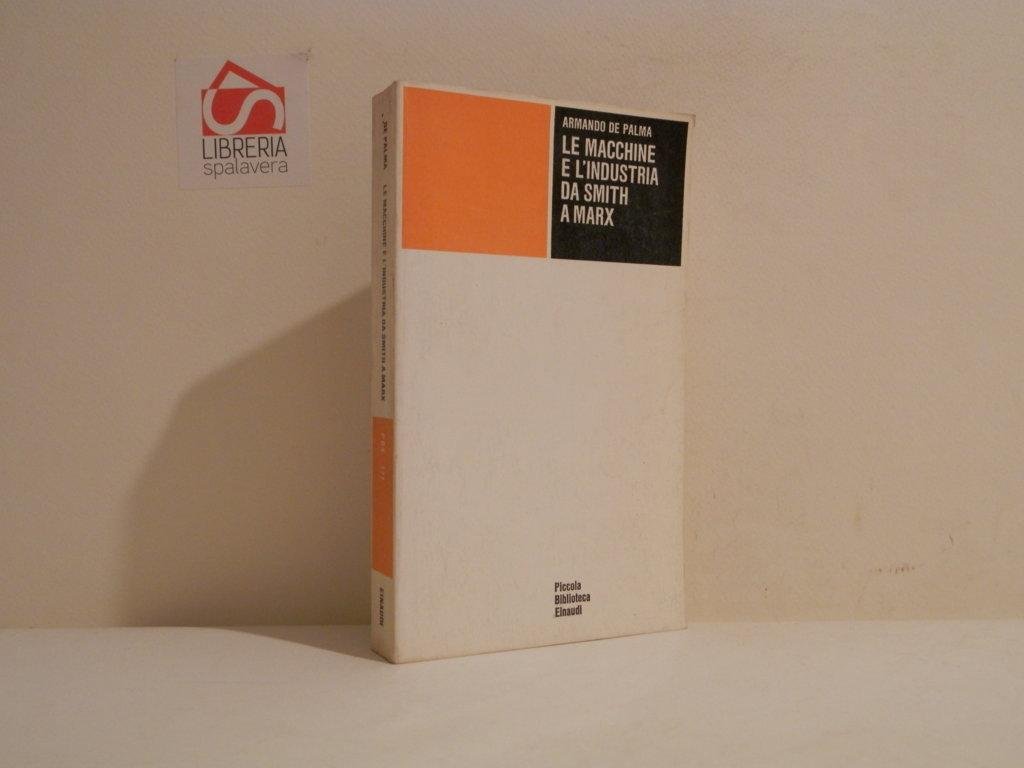 LIBRERIA
spalavera
ARMANDO DE PALMA
LE MACCHINE
E L'INDUSTRIA
DA SMITH
A MARX
Piccola
Biblioteca
Einaudi
DE PALMA LE MACCHINE E L'INDUSTRIA DA SMITH A MARX
EINAUDI